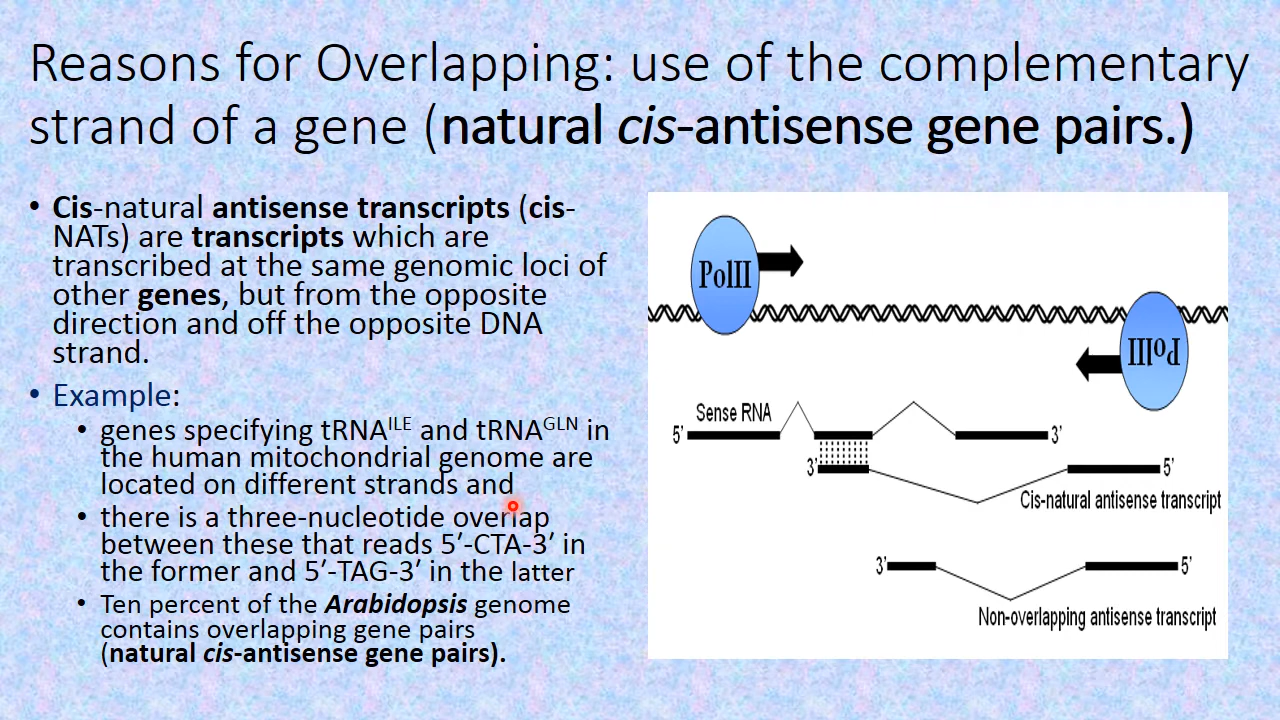 Reasons for Overlapping: use of the complementary
strand of a gene (natural cis-antisense gene pairs.)
• Cis-natural antisense transcripts (cis-
NATs) are transcripts which are
transcribed at the same genomic loci of
other genes, but from the opposite
direction and off the opposite DNA
strand.
• Example:
• genes specifying tRNAILE and tRNAGLN in
the human mitochondrial genome are
located on different strands and
• there is a three-nucleotide overlap
between these that reads 5′-CTA-3′ in
the former and 5′-TAG-3′ in the latter
• Ten percent of the Arabidopsis genome
contains overlapping gene pairs
(natural cis-antisense gene pairs).
PolII
PolII
Sense RNA
5' 3'
3' 5'
Cis-natural antisense transcript
3' 5'
Non-overlapping antisense transcript